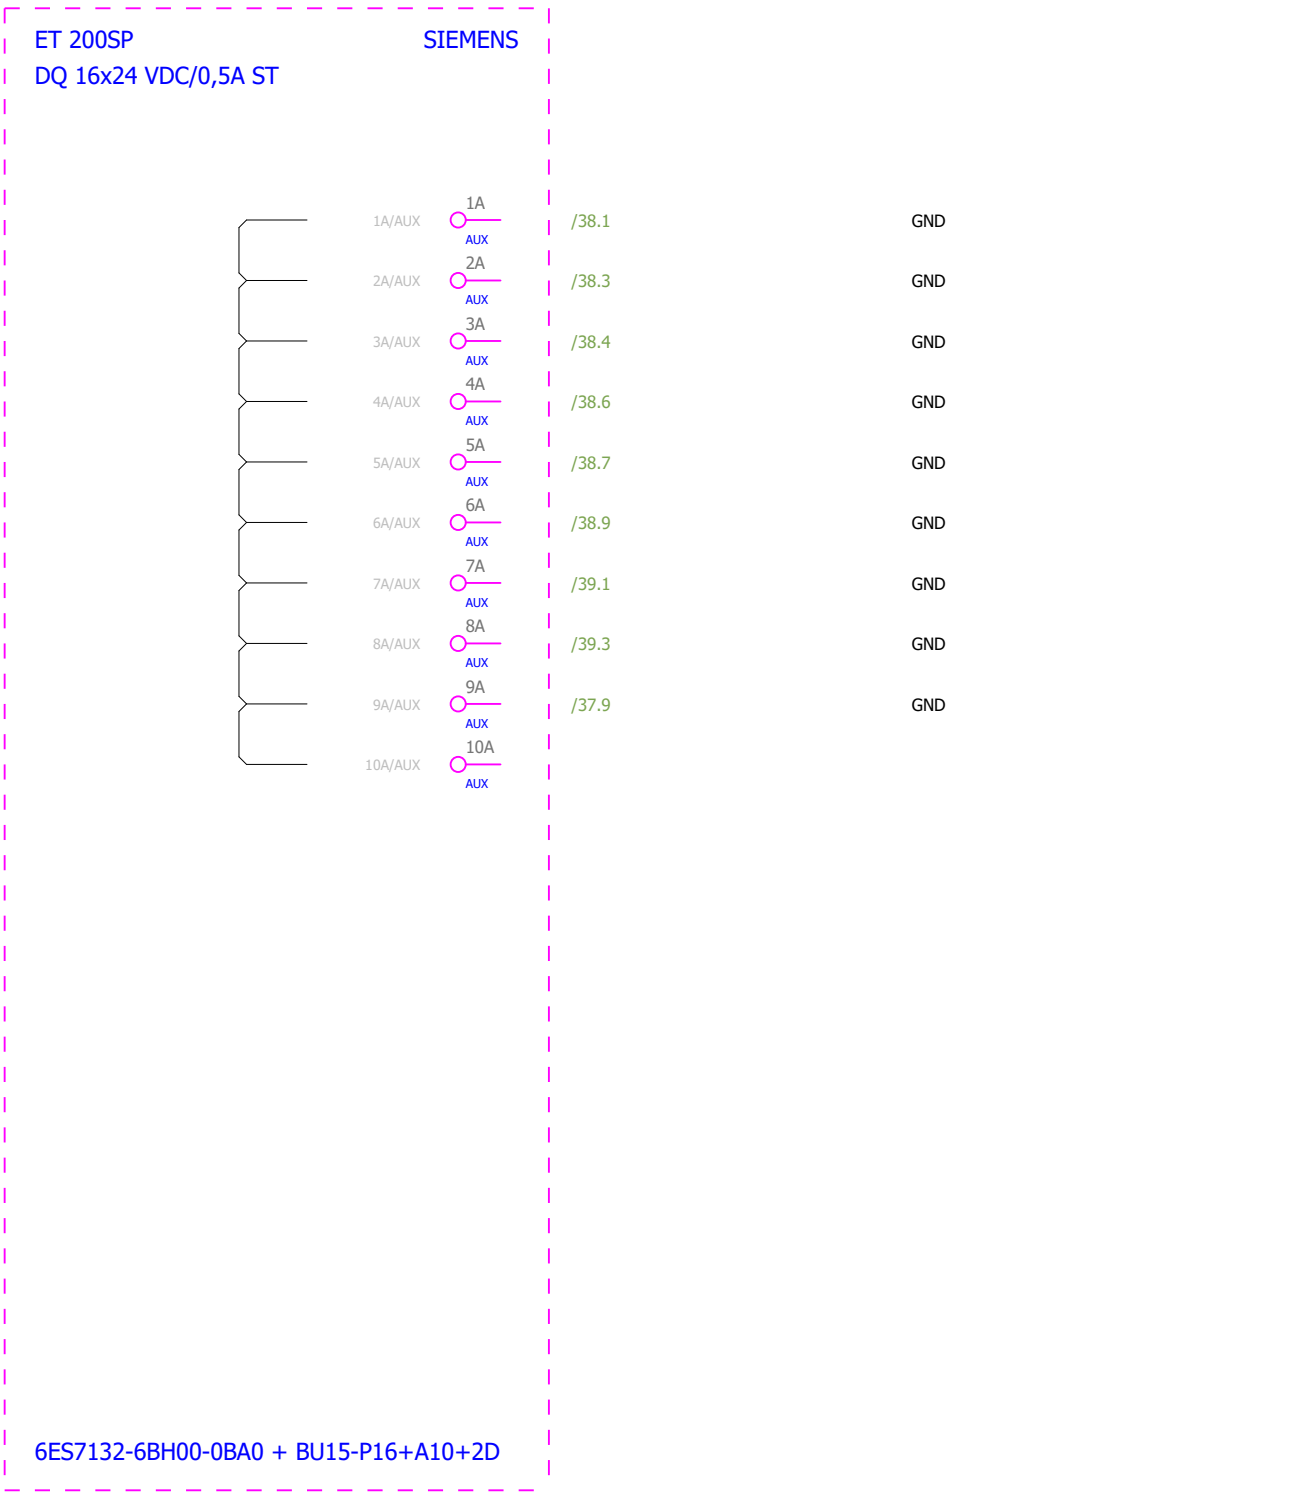 ET 200SP SIEMENS
DQ 16x24 VDC/0,5A ST
1A
1A/AUX /38.1 GND
AUX
2A
2A/AUX /38.3 GND
AUX
3A
3A/AUX /38.4 GND
AUX
4A
4A/AUX /38.6 GND
AUX
5A
5A/AUX /38.7 GND
AUX
6A
6A/AUX /38.9 GND
AUX
7A
7A/AUX /39.1 GND
AUX
8A
8A/AUX /39.3 GND
AUX
9A
9A/AUX /37.9 GND
AUX
10A
10A/AUX
AUX
6ES7132-6BH00-0BA0 + BU15-P16+A10+2D